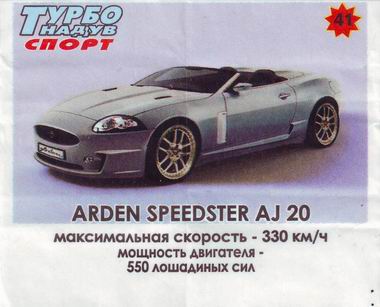 ТУРБО
НАДУВ
СПОРТ
41
ARDEN SPEEDSTER AJ 20
максимальная скорость - 330 км/ч
мощность двигателя -
550 лошадиных сил